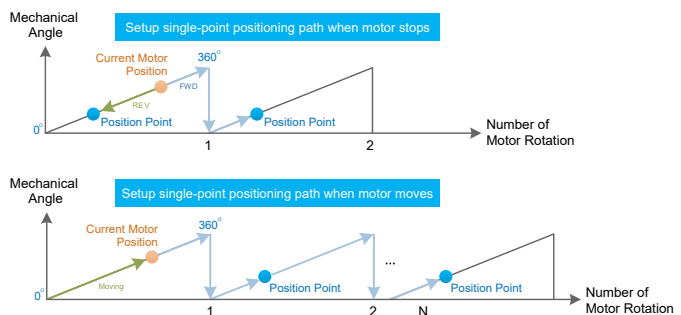 Mechanical
Angle
Setup single-point positioning path when motor stops
Current Motor
Position
360°
FWD
REV
Position Point
Position Point
0°
1
2
Number of
Motor Rotation
Mechanical
Angle
Setup single-point positioning path when motor moves
Current Motor
Position
360°
...
Moving
Position Point
Position Point
0°
1
2
N
Number of
Motor Rotation